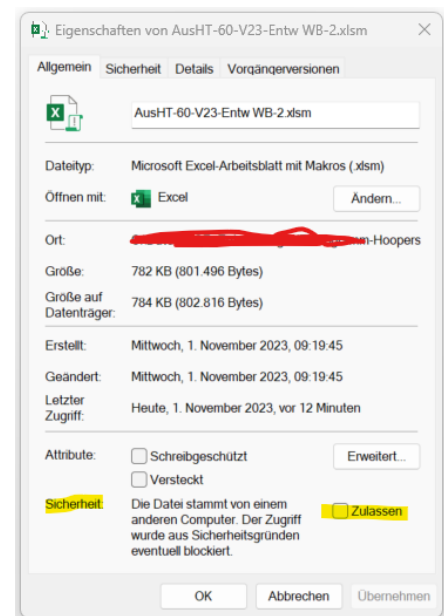 Eigenschaften von AusHT-60-V23-Entw WB-2.xlsm
Allgemein Sicherheit Details Vorgängerversionen
AusHT-60-V23-Entw WB-2.xlsm
Dateityp: Microsoft Excel-Arbeitsblatt mit Makros (.xlsm)
Öffnen mit: Excel Ändern...
Ort: -Hoopers
Größe: 782 KB (801.496 Bytes)
Größe auf
Datenträger: 784 KB (802.816 Bytes)
Erstellt: Mittwoch, 1. November 2023, 09:19:45
Geändert: Mittwoch, 1. November 2023, 09:19:45
Letzter
Zugriff: Heute, 1. November 2023, vor 12 Minuten
Attribute: Schreibgeschützt Erweitert...
Versteckt
Sicherheit: Die Datei stammt von einem
anderen Computer. Der Zugriff
wurde aus Sicherheitsgründen
eventuell blockiert.
Zulassen
OK Abbrechen Übernehmen